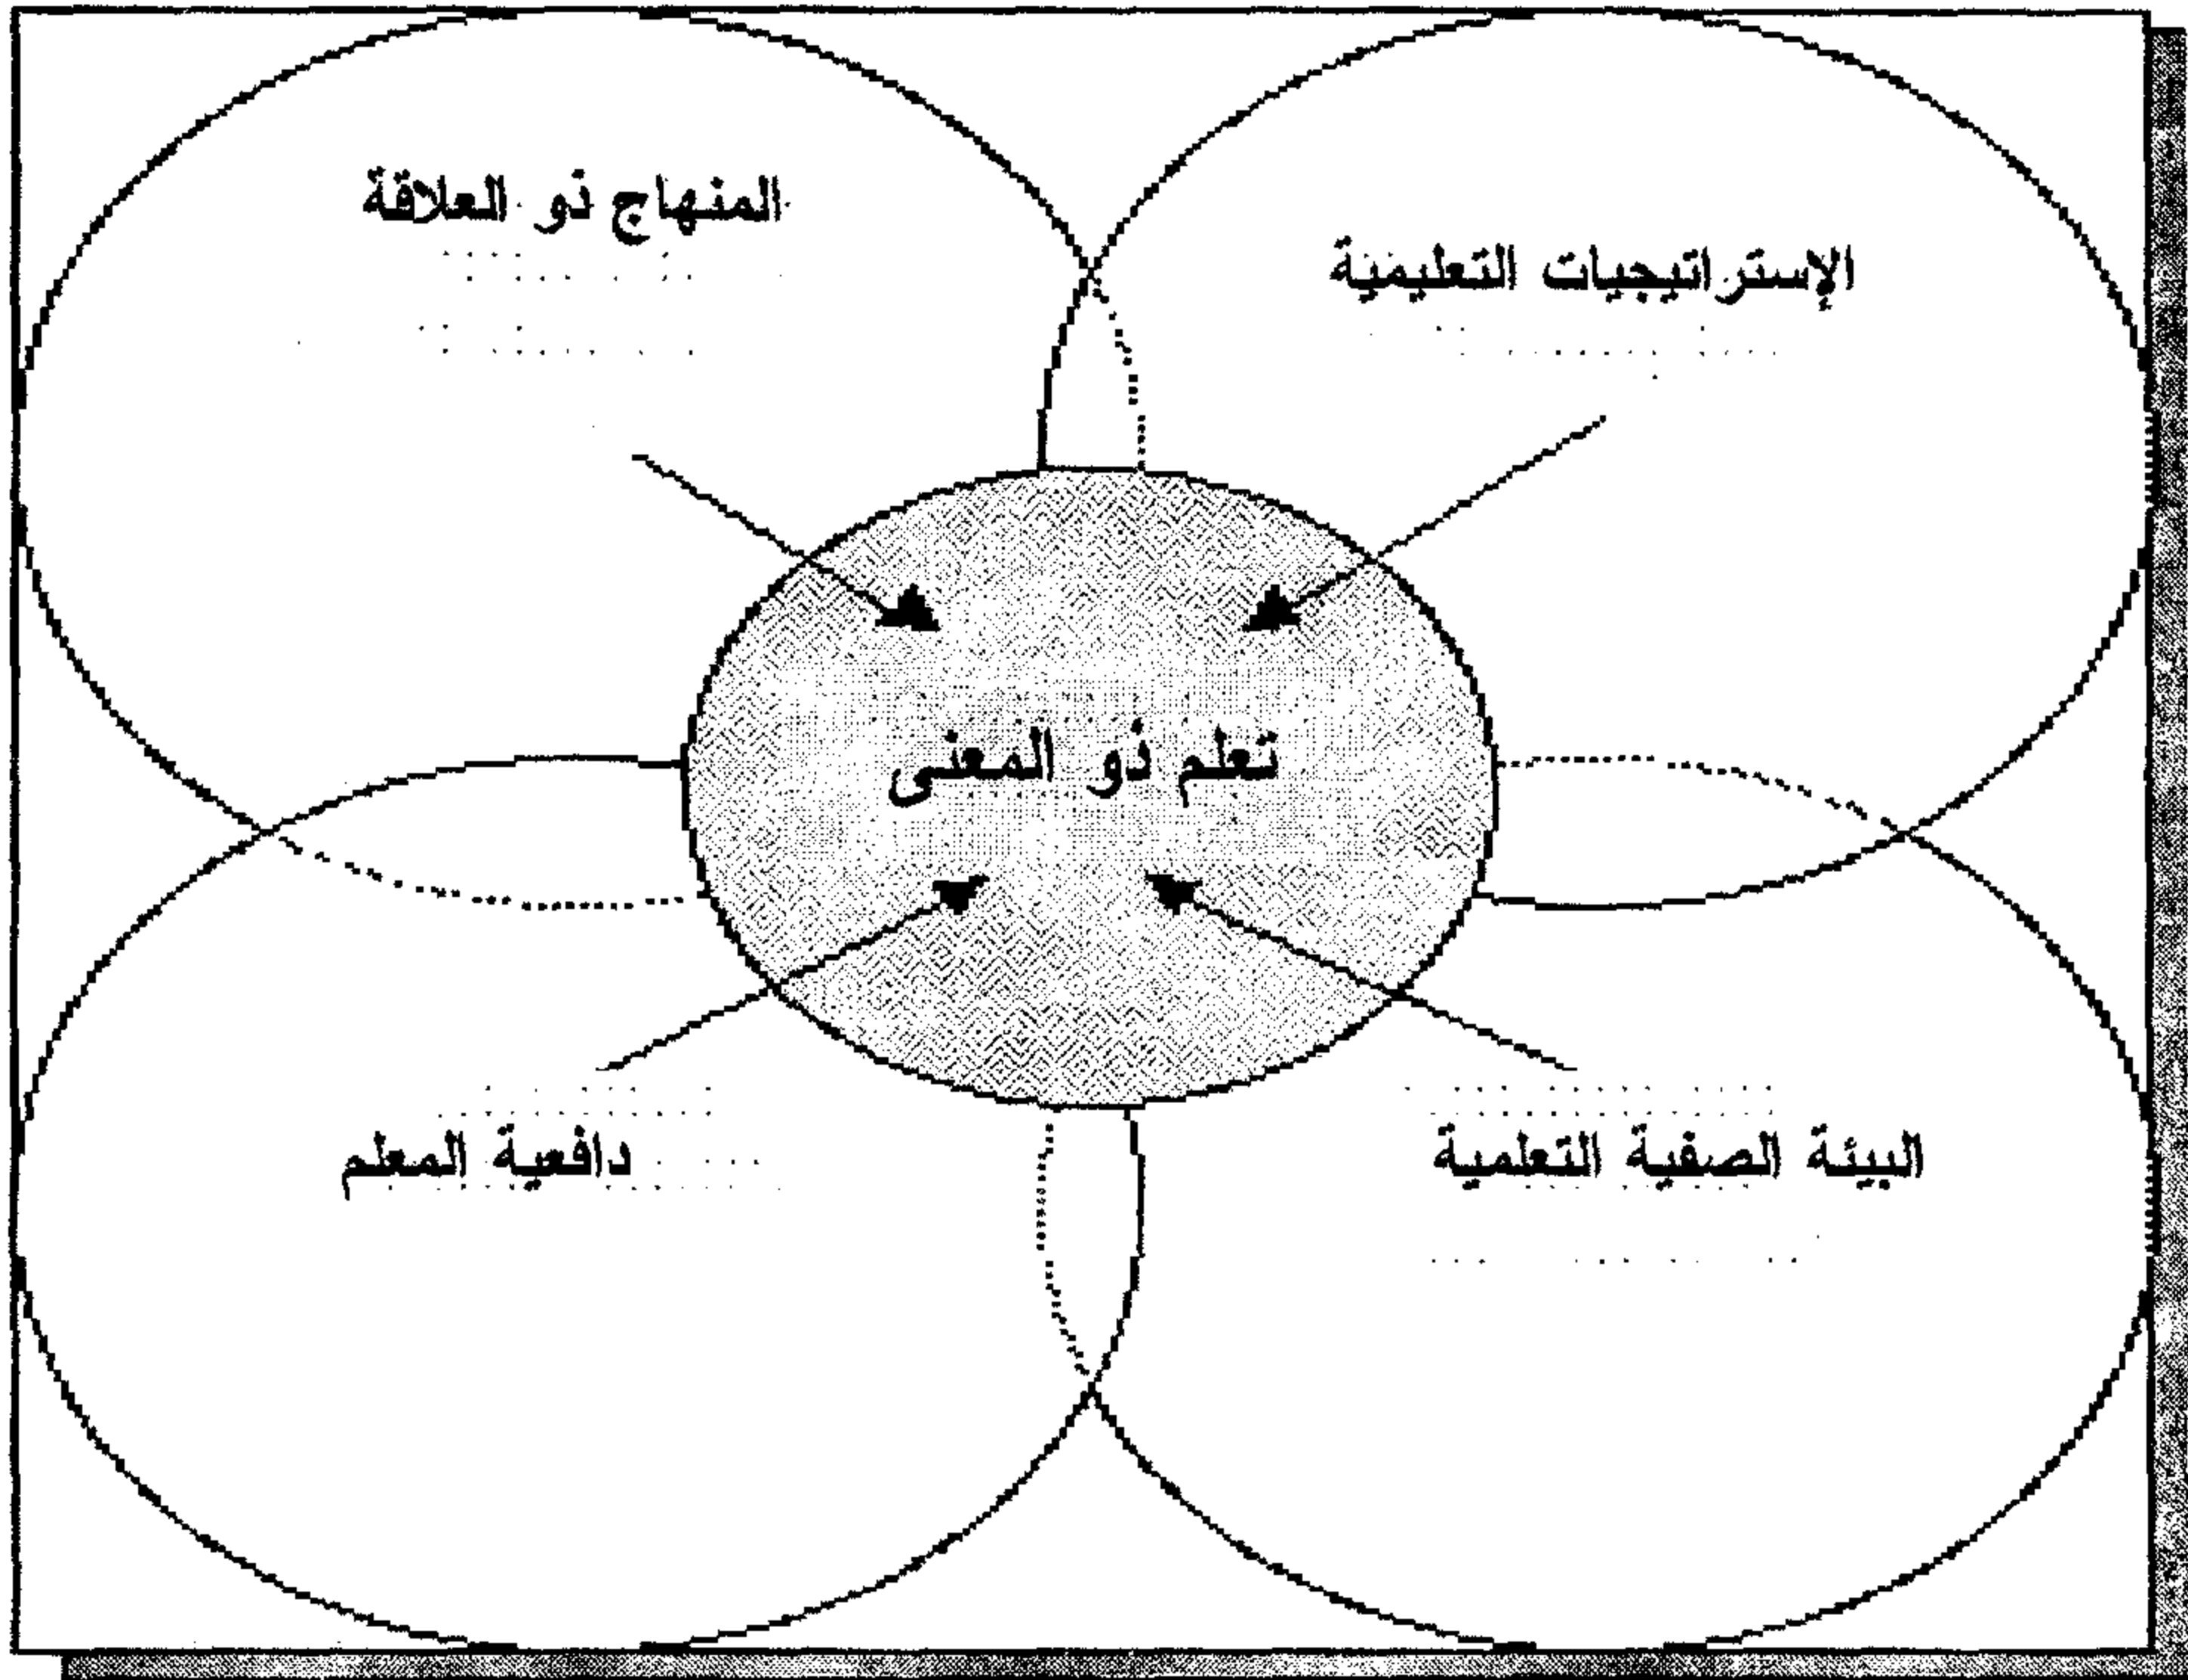 الإستراتيجيات التعليمية
المنهاج ذو العلاقة
تعلم ذو المعنى
البيئة الصفية التعلمية
دافعية المعلم